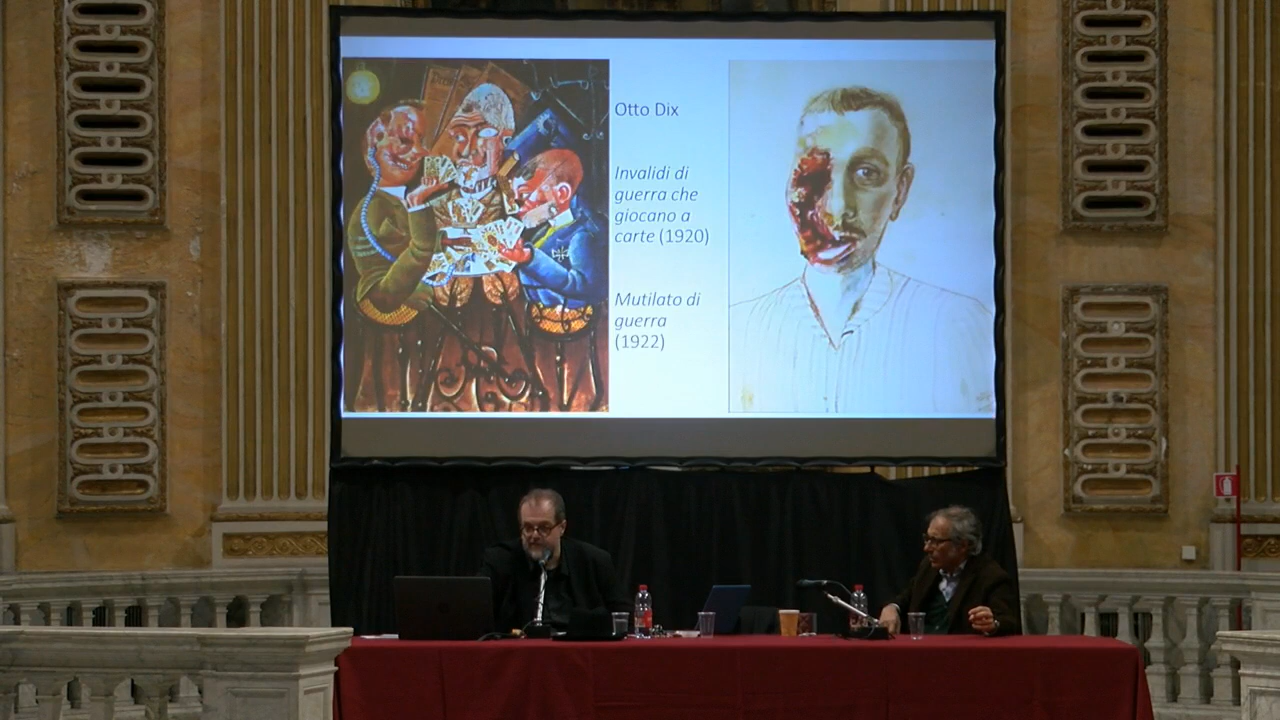 Otto Dix
Invalidi di
guerra che
giocano a
carte (1920)
Mutilato di
guerra
(1922)